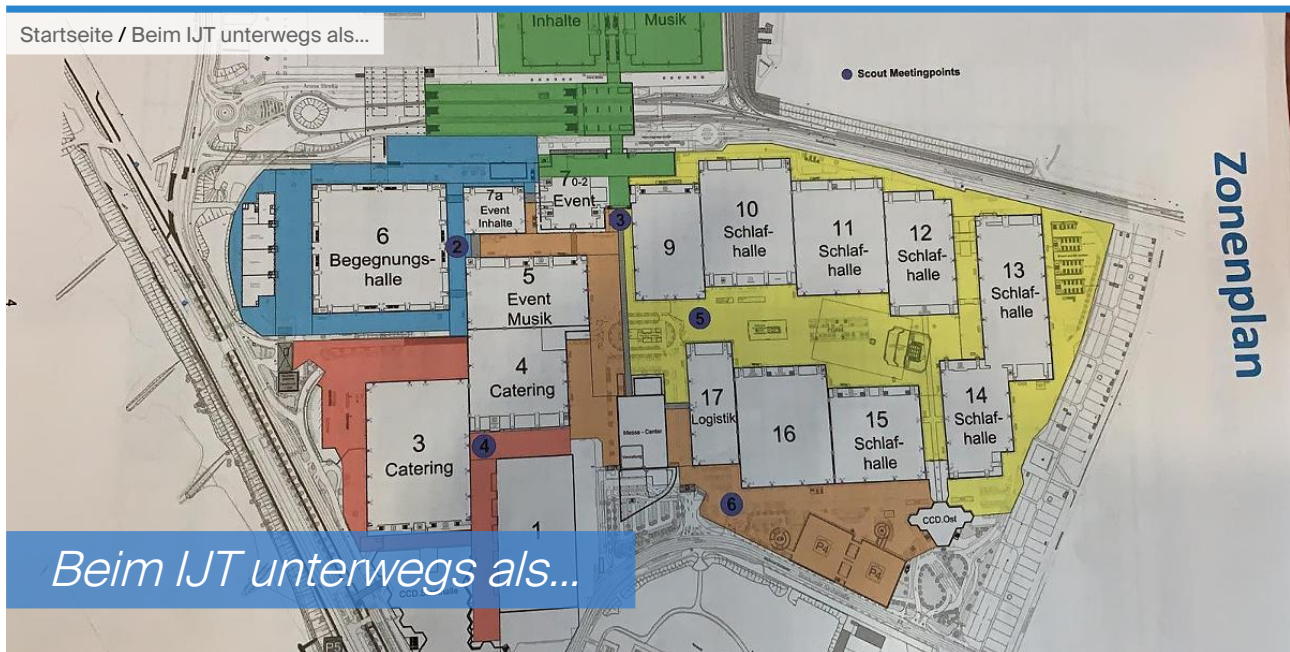 Startseite / Beim IJT unterwegs als...
Inhalte
Musik
Scout Meetingpoints
Zonenplan
7 0-2
Event
7a
Event
Inhalte
3
2
6
Begegnungs-
halle
9
10
Schlaf-
halle
11
Schlaf-
halle
12
Schlaf-
halle
13
Schlaf-
halle
5
Event
Musik
5
4
Catering
4
3
Catering
17
Logistik
16
15
Schlaf-
halle
14
Schlaf-
halle
Messe-Center
6
1
CCD.Ost
P4
P4
Beim IJT unterwegs als...
P5
4